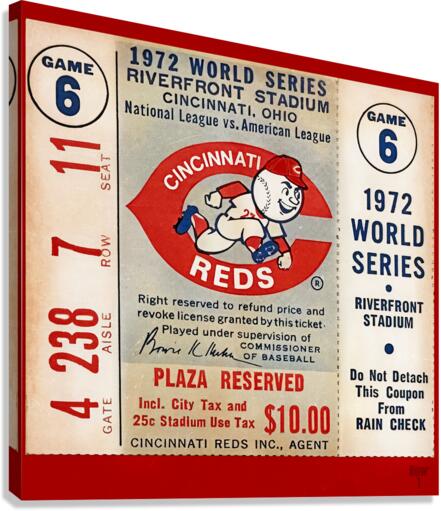 GAME
6
11
SEAT
7
ROW
238
AISLE
4
GATE
1972 WORLD SERIES
RIVERFRONT STADIUM
CINCINNATI, OHIO
National League vs. American League
CINCINNATI
REDS
®
Right reserved to refund price and
revoke license granted by this ticket.
Played under supervision of
Bowie K. Kuhn COMMISSIONER
OF BASEBALL
PLAZA RESERVED
Incl. City Tax and
25c Stadium Use Tax $10.00
CINCINNATI REDS INC., AGENT
GAME
6
1972
WORLD
SERIES
•
RIVERFRONT
STADIUM
•
Do Not Detach
This Coupon
From
RAIN CHECK